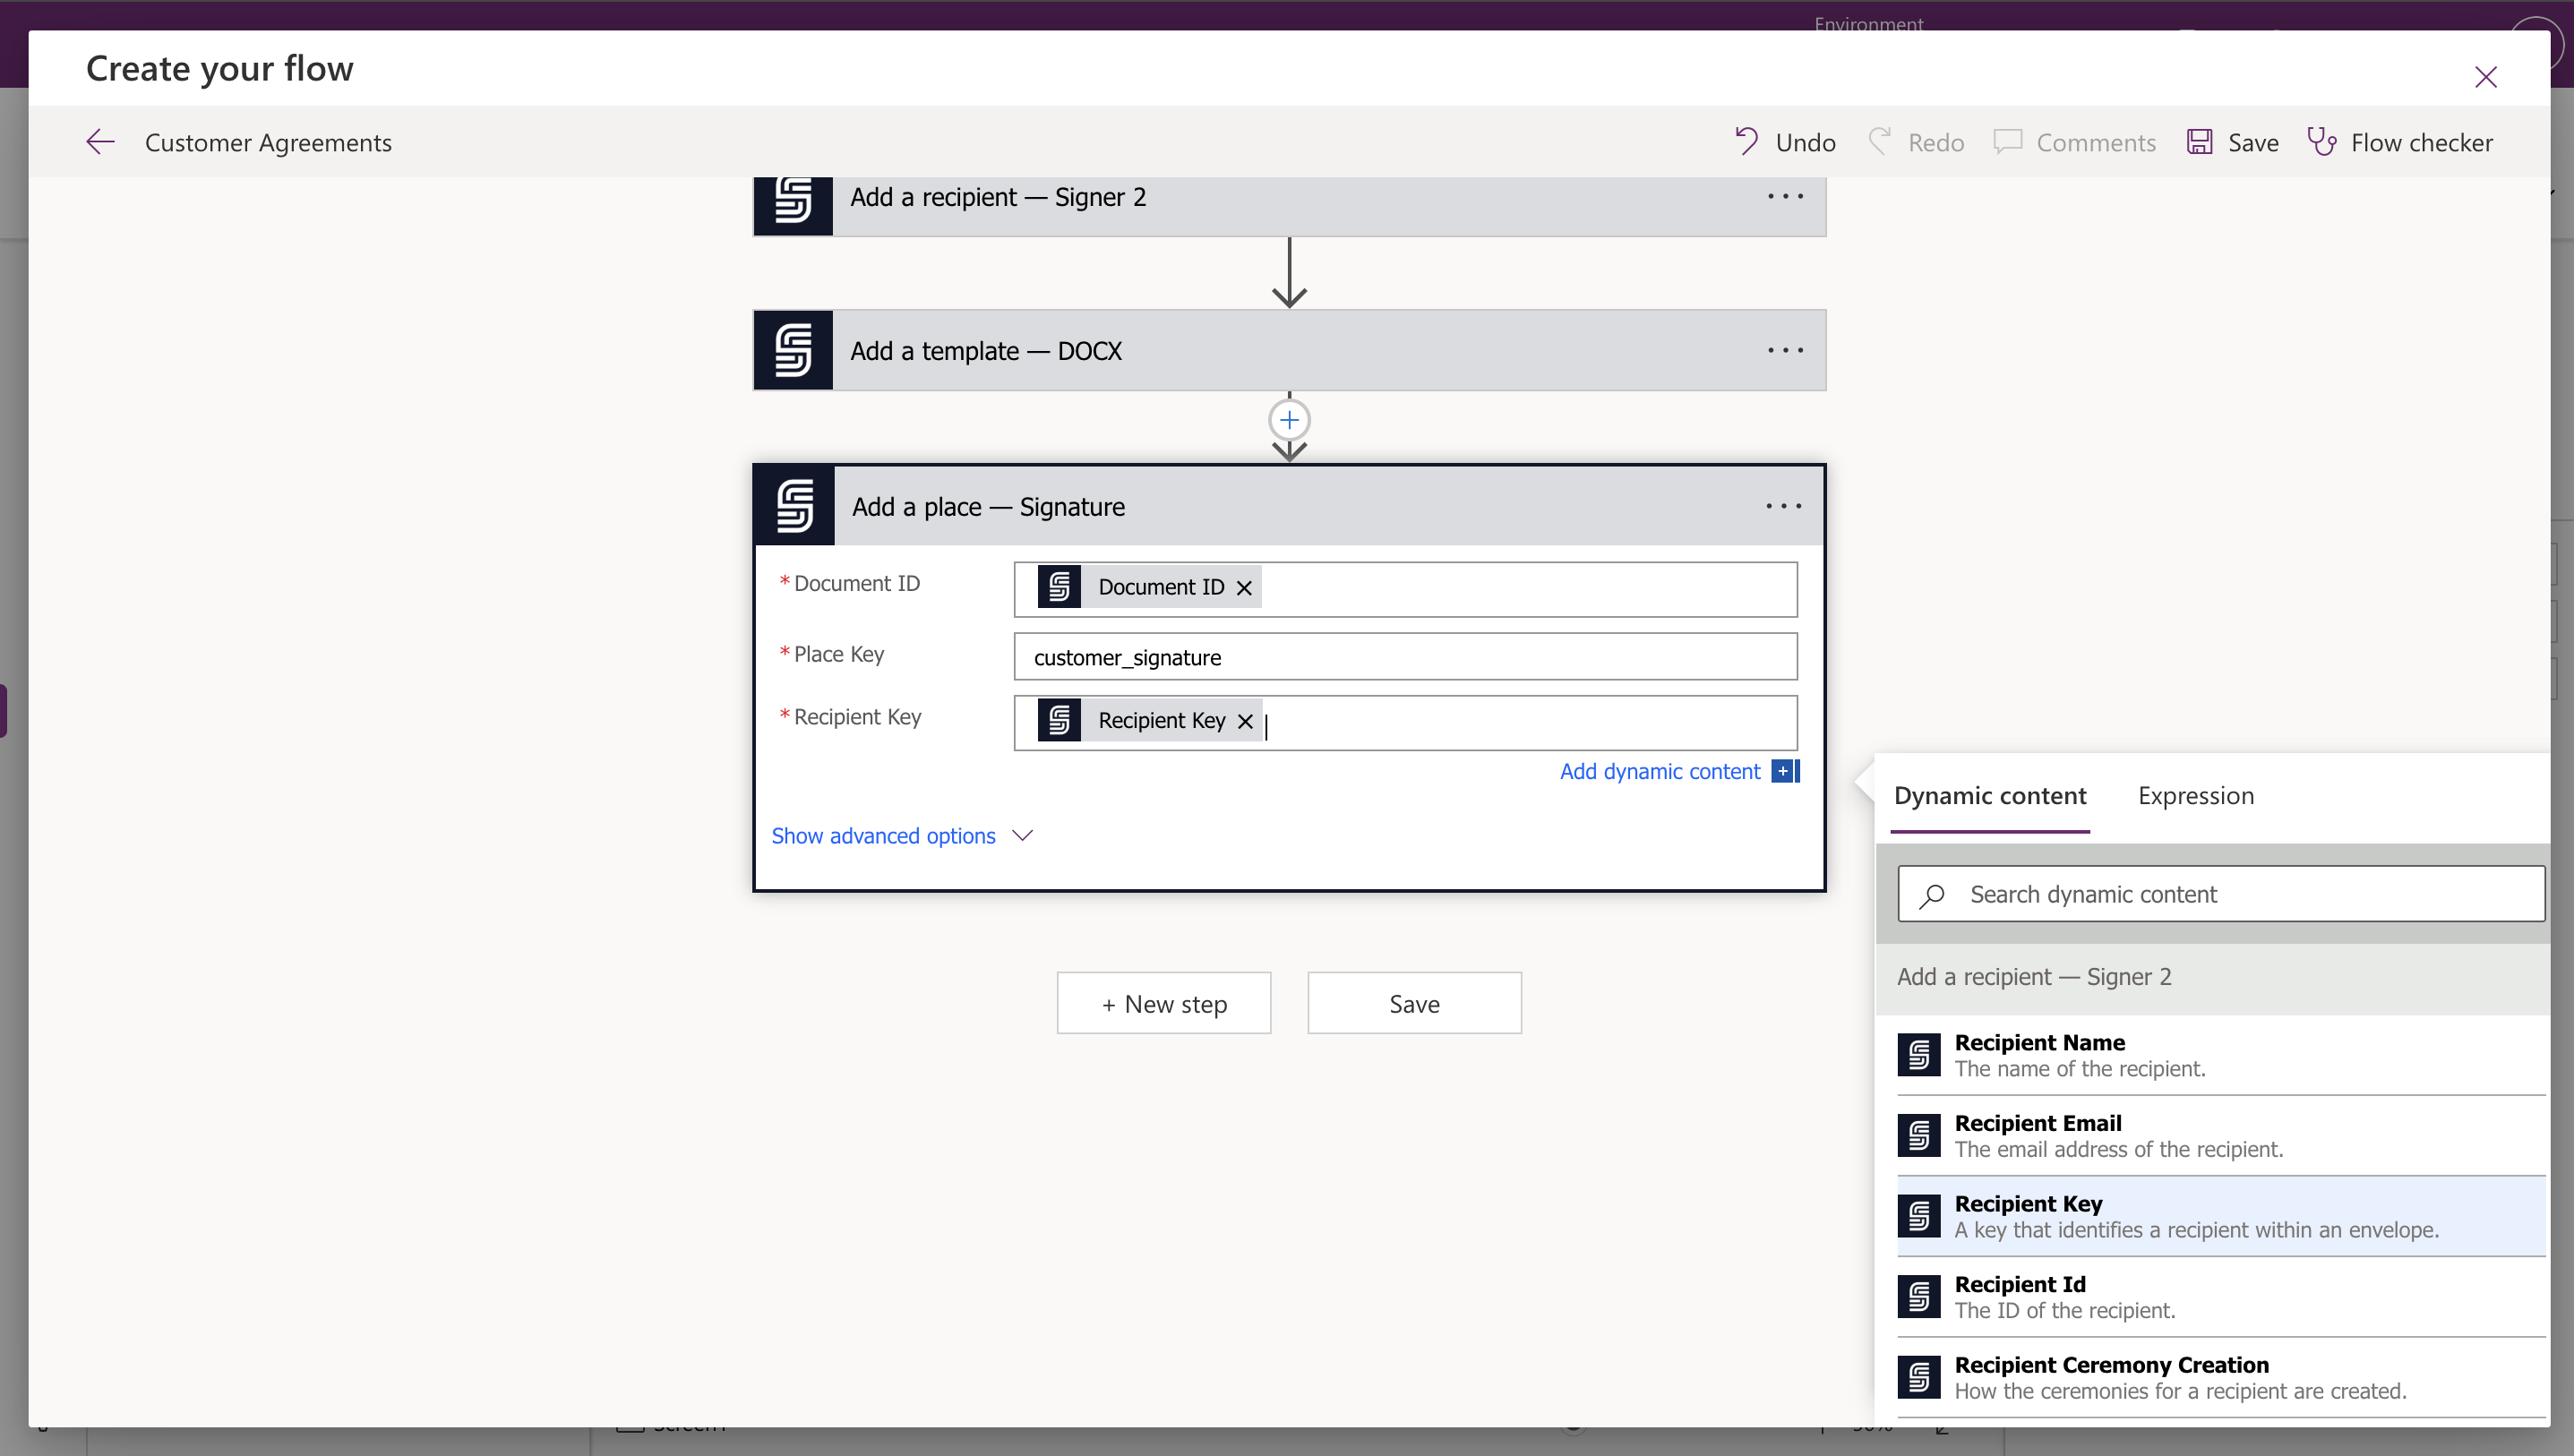 Environment
Create your flow
Customer Agreements
Undo
Redo
Comments
Save
Flow checker
Add a recipient — Signer 2
Add a template — DOCX
Add a place — Signature
* Document ID
Document ID
* Place Key
customer_signature
* Recipient Key
Recipient Key
Add dynamic content
Show advanced options
+ New step
Save
Dynamic content
Expression
Search dynamic content
Add a recipient — Signer 2
Recipient Name
The name of the recipient.
Recipient Email
The email address of the recipient.
Recipient Key
A key that identifies a recipient within an envelope.
Recipient Id
The ID of the recipient.
Recipient Ceremony Creation
How the ceremonies for a recipient are created.